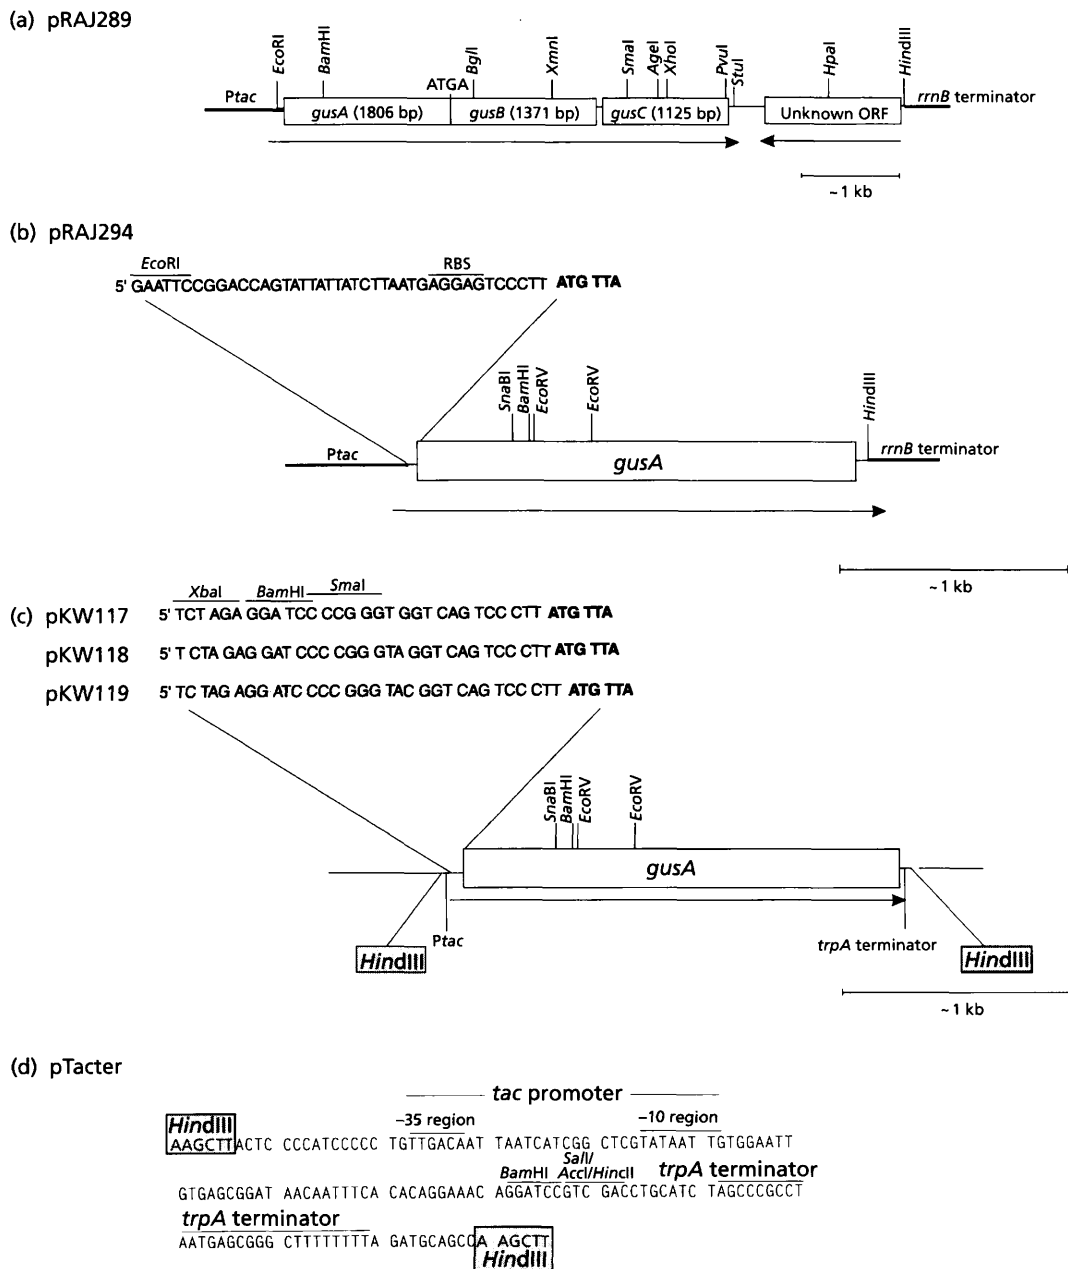 (a) pRAJ289
EcoRI
BamHI
ATGA
BglI
XmnI
SmaI
AgeI
XhoI
PvuI
StuI
HpaI
HindIII
Ptac
gusA (1806 bp)
gusB (1371 bp)
gusC (1125 bp)
Unknown ORF
rrnB terminator
~1 kb
(b) pRAJ294
EcoRI
RBS
5' GAATTCCGGACCAGTATTATTATCTTAATGAGGAGTCCCTT ATG TTA
SnaBI
BamHI
EcoRV
EcoRV
HindIII
Ptac
gusA
rrnB terminator
~1 kb
XbaI BamHI SmaI
(c) pKW117 5' TCT AGA GGA TCC CCC GGG T GGT CAG TCC CTT ATG TTA
pKW118 5' T CTA GAG GAT CCC CGG GTA GGT CAG TCC CTT ATG TTA
pKW119 5' TC TAG AGG ATC CCC GGG TAC GGT CAG TCC CTT ATG TTA
SnaBI
BamHI
EcoRV
EcoRV
gusA
HindIII
Ptac
trpA terminator
HindIII
~1 kb
(d) pTacter
tac promoter
HindIII
–35 region
–10 region
AAGCTTACTC CCCATCCCCC TGTTGACAAT TAATCATCGG CTCGTATAAT TGTGGAATT
BamHI SalI/AccI/HincII trpA terminator
GTGAGCGGAT AACAATTTCA CACAGGAAAC AGGATCCGTC GACCTGCATC TAGCCCGCCT
trpA terminator
AATGAGCGGG CTTTTTTTTA GATGCAGCCA AGCTT
HindIII